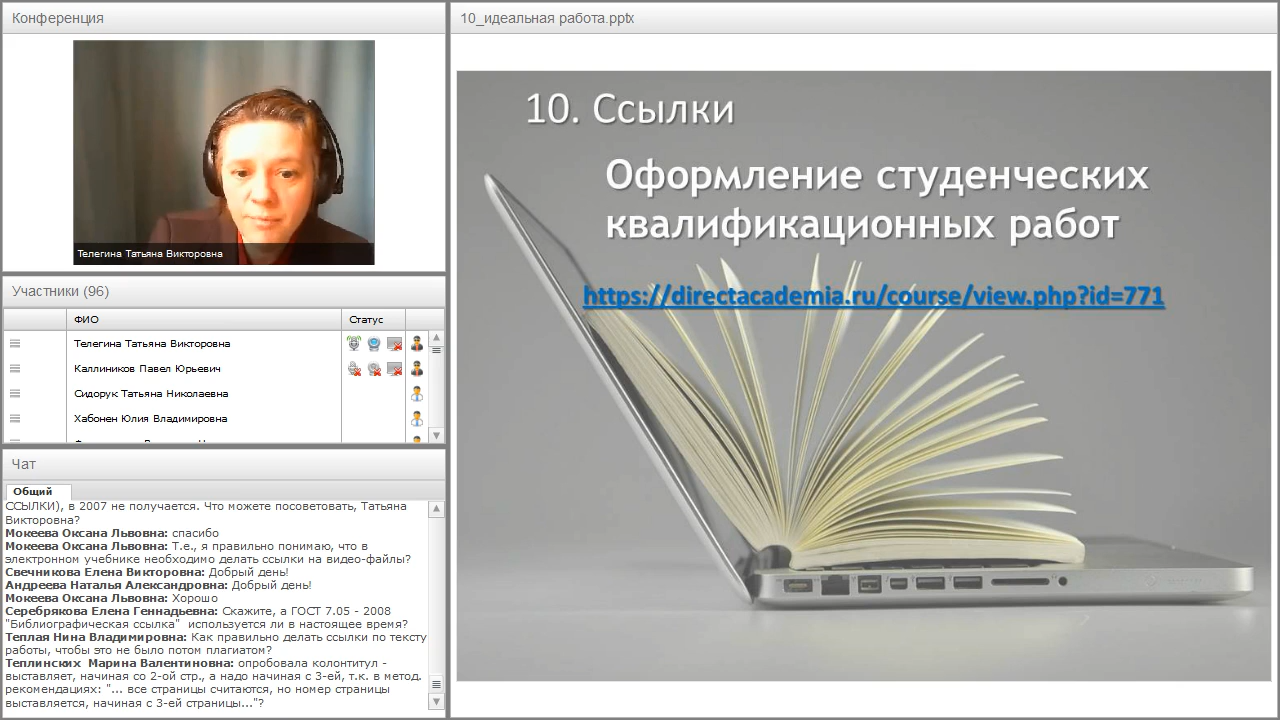 Конференция
Телегина Татьяна Викторовна
Участники (96)
ФИО
Статус
Телегина Татьяна Викторовна
Каллиников Павел Юрьевич
Сидорук Татьяна Николаевна
Хабонен Юлия Владимировна
Чат
Общий
ССЫЛКИ), в 2007 не получается. Что можете посоветовать, Татьяна
Викторовна?
Мокеева Оксана Львовна: спасибо
Мокеева Оксана Львовна: Т.е., я правильно понимаю, что в
электронном учебнике необходимо делать ссылки на видео-файлы?
Свечникова Елена Викторовна: Добрый день!
Андреева Наталья Александровна: Добрый день!
Мокеева Оксана Львовна: Хорошо
Серебрякова Елена Геннадьевна: Скажите, а ГОСТ 7.05 - 2008
"Библиографическая ссылка"  используется ли в настоящее время?
Теплая Нина Владимировна: Как правильно делать ссылки по тексту
работы, чтобы это не было потом плагиатом?
Теплинских  Марина Валентиновна: опробовала колонтитул -
выставляет, начиная со 2-ой стр., а надо начиная с 3-ей, т.к. в метод.
рекомендациях: "... все страницы считаются, но номер страницы
выставляется, начиная с 3-ей страницы..."?
10_идеальная работа.pptx
10. Ссылки
Оформление студенческих
квалификационных работ
https://directacademia.ru/course/view.php?id=771